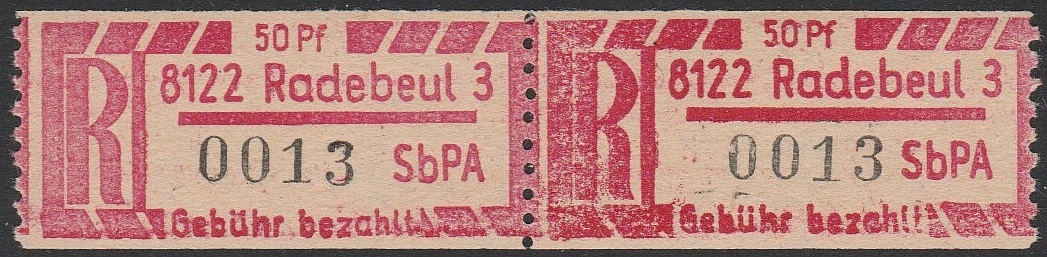 50 Pf
R
8122 Radebeul 3
0013 SbPA
Gebühr bezahlt
50 Pf
R
8122 Radebeul 3
0013 SbPA
Gebühr bezahlt